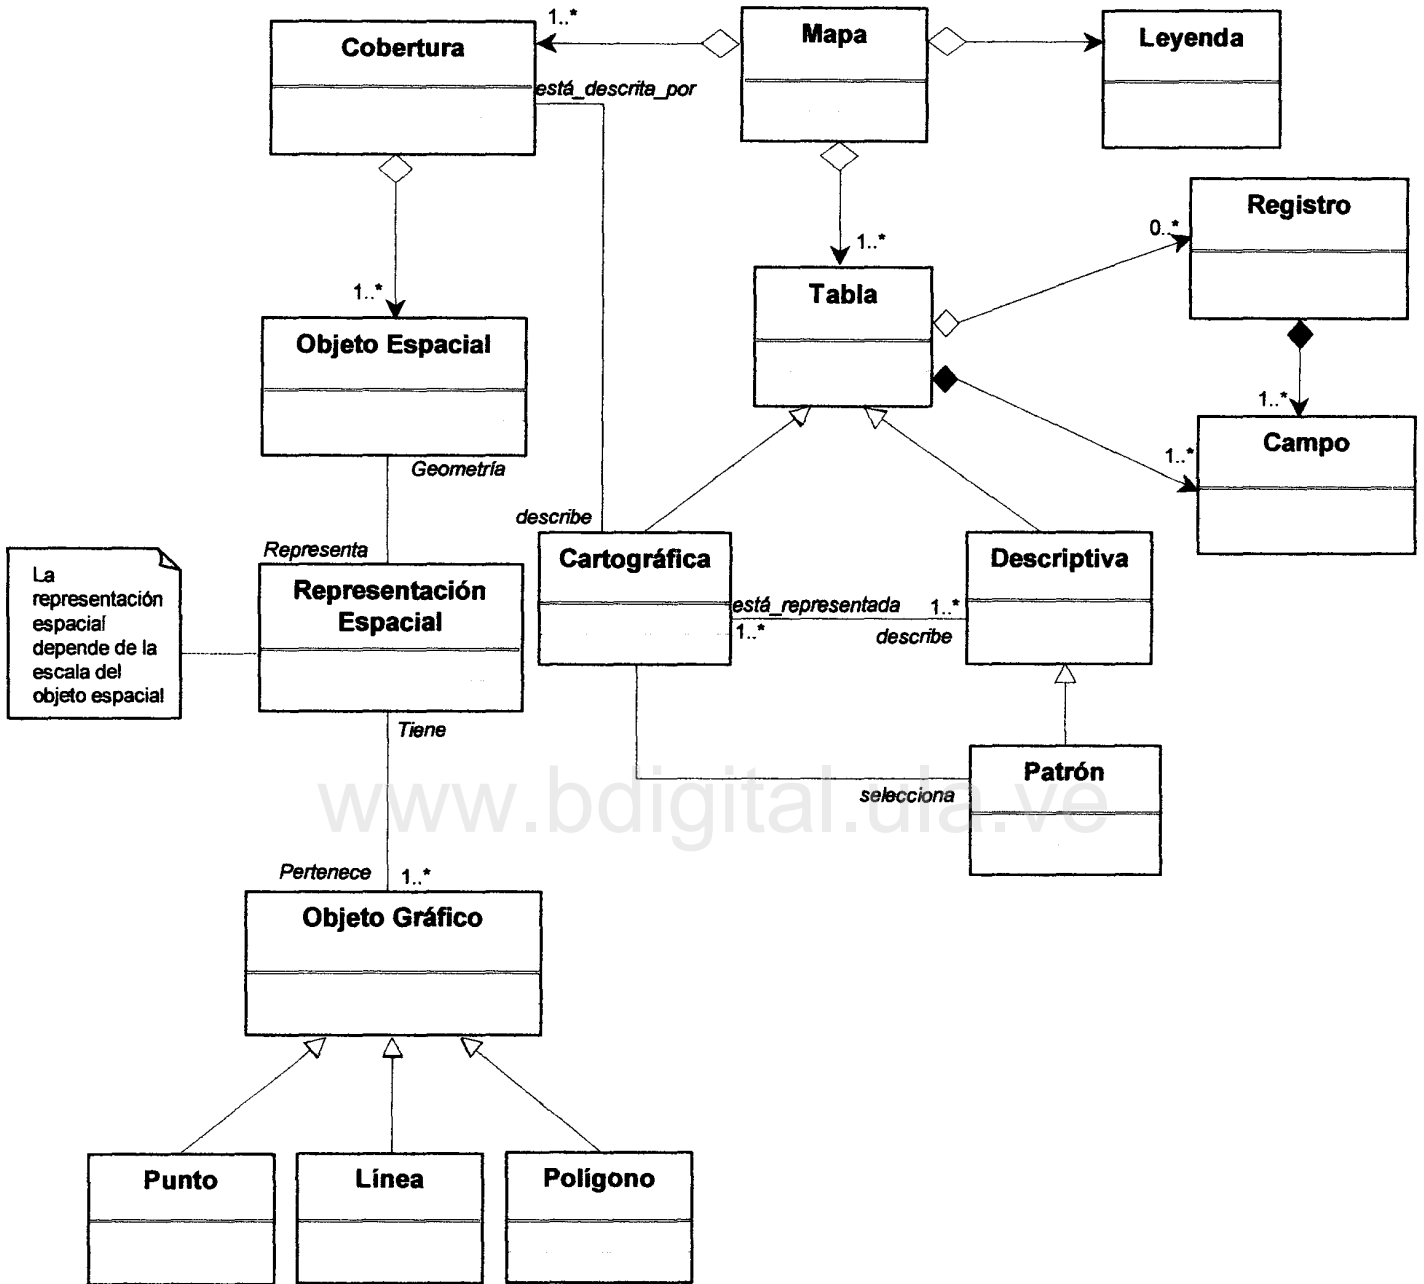 1..*
Cobertura
Mapa
Leyenda
está_descrita_por
1..*
Registro
0..*
Tabla
1..*
Objeto Espacial
1..*
Campo
1..*
Geometría
describe
Representa
Cartográfica
Descriptiva
La
representación
espacial
depende de la
escala del
objeto espacial
Representación
Espacial
está_representada
1..*
1..*
describe
Tiene
Patrón
selecciona
www.bdigital.ula.ve
Pertenece
1..*
Objeto Gráfico
Punto
Línea
Polígono